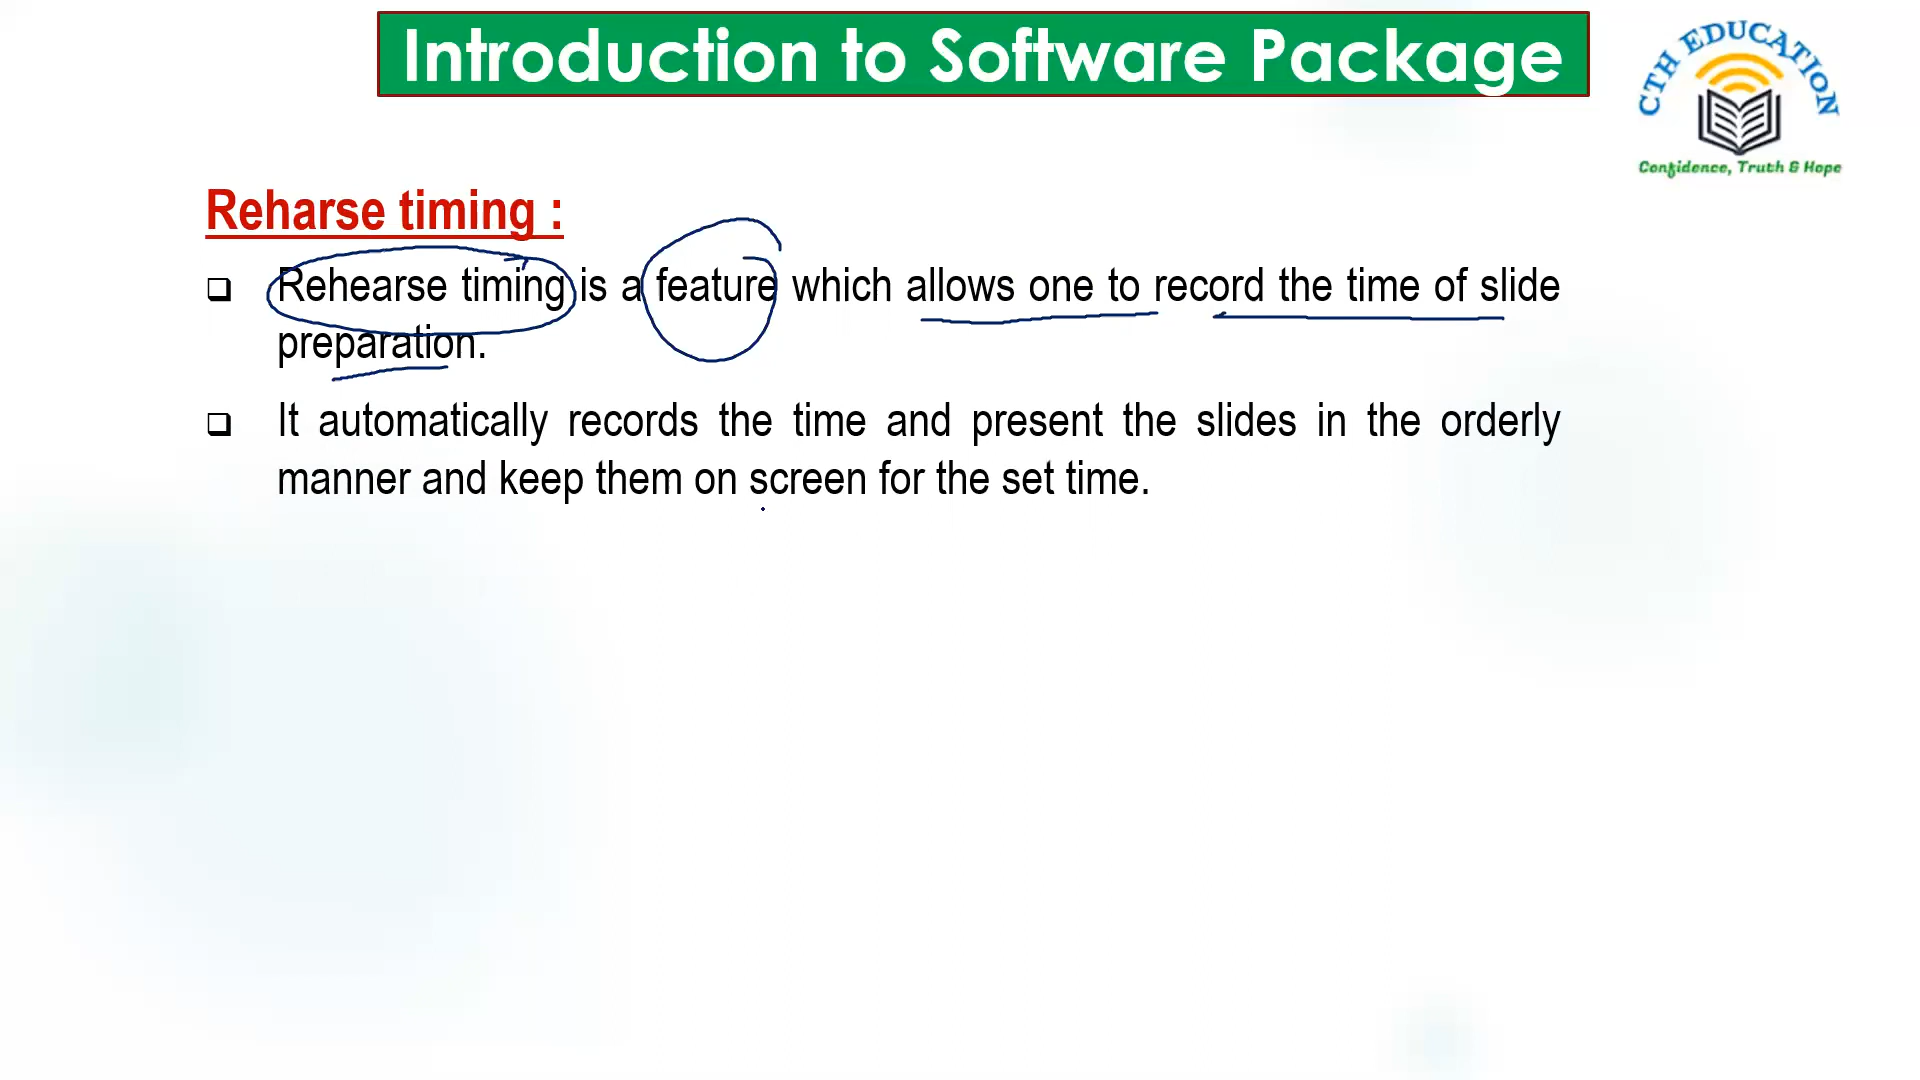 Introduction to Software Package
CTH EDUCATION
Confidence, Truth & Hope
Reharse timing :
Rehearse timing is a feature which allows one to record the time of slide
preparation.
It automatically records the time and present the slides in the orderly
manner and keep them on screen for the set time.